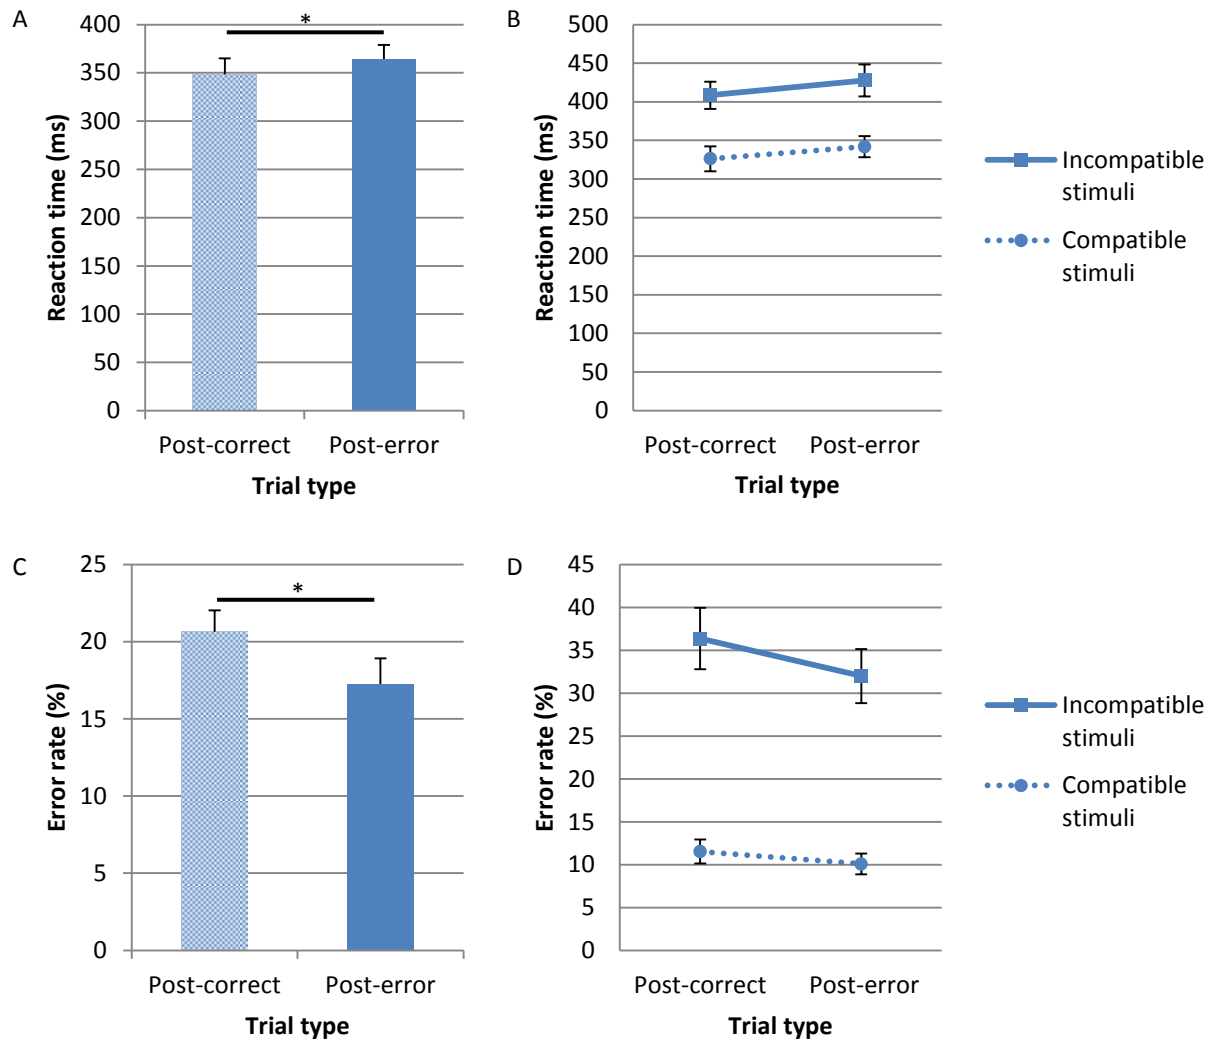 A
400
350
300
250
200
150
100
50
0
Reaction time (ms)
*
Post-correct Post-error
Trial type
B
500
450
400
350
300
250
200
150
100
50
0
Reaction time (ms)
Post-correct Post-error
Trial type
Incompatible
stimuli
Compatible
stimuli
C
25
20
15
10
5
0
Error rate (%)
*
Post-correct Post-error
Trial type
D
45
40
35
30
25
20
15
10
5
0
Error rate (%)
Post-correct Post-error
Trial type
Incompatible
stimuli
Compatible
stimuli